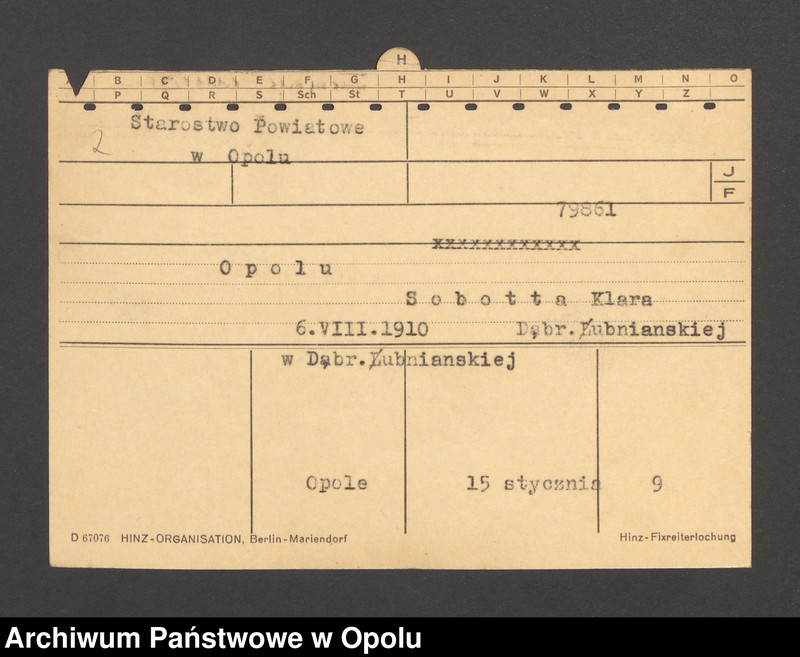 H
A B C D E F G H I J K L M N O
P Q R S Sch St T U V W X Y Z
2
Starostwo Powiatowe
w Opolu
J
F
79861
xxxxxxxxxxxx
Opolu
Sobotta Klara
6.VIII.1910 Dąbr.Łubnianskiej
w Dąbr.Łubnianskiej
Opole 15 stycznia 9
D 67076 HINZ-ORGANISATION, Berlin-Mariendorf Hinz-Fixreiterlochung
Archiwum Państwowe w Opolu